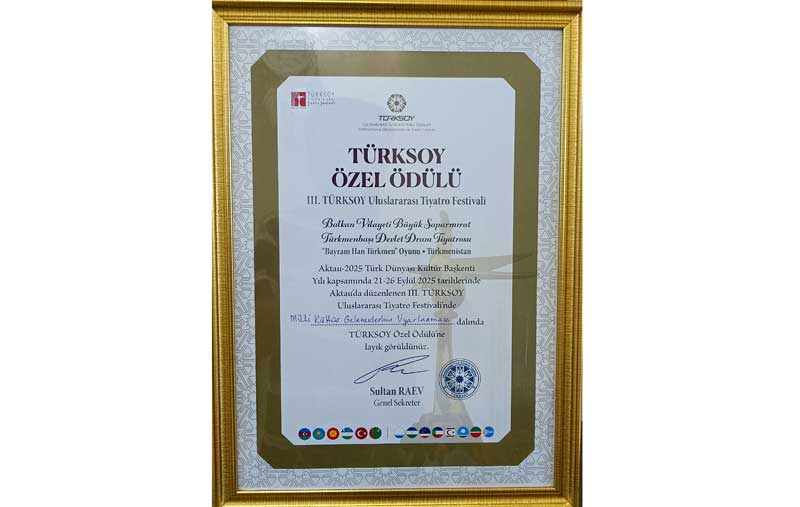 TÜRKSOY
TÜRKSOY
TÜRKSOY
ÖZEL ÖDÜLÜ
III. TÜRKSOY Uluslararası Tiyatro Festivali
Balkan Vilayeti Büyük Saparmırat
Türkmenbaşı Devlet Dram Tiyatrosu
"Bayram Han Türkmen" Oyunu • Türkmenistan
Aktau-2025 Türk Dünyası Kültür Başkenti
Yılı kapsamında 21-26 Eylül 2025 tarihlerinde
Aktau'da düzenlenen III. TÜRKSOY
Uluslararası Tiyatro Festivali'nde
Milli Kültür Geleneklerinin Uyarlanması dalında
TÜRKSOY Özel Ödülü'ne
layık görüldünüz.
Sultan RAEV
Genel Sekreter